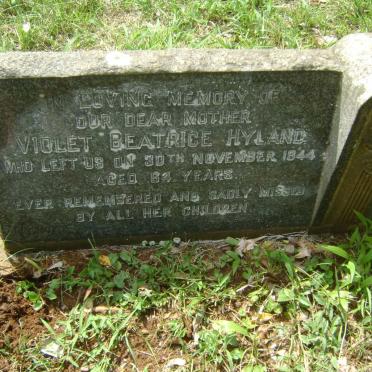 IN LOVING MEMORY OF
OUR DEAR MOTHER
VIOLET BEATRICE HYLAND
WHO LEFT US ON 30TH NOVEMBER 1944
AGED 64 YEARS.
EVER REMEMBERED AND SADLY MISSED
BY ALL HER CHILDREN